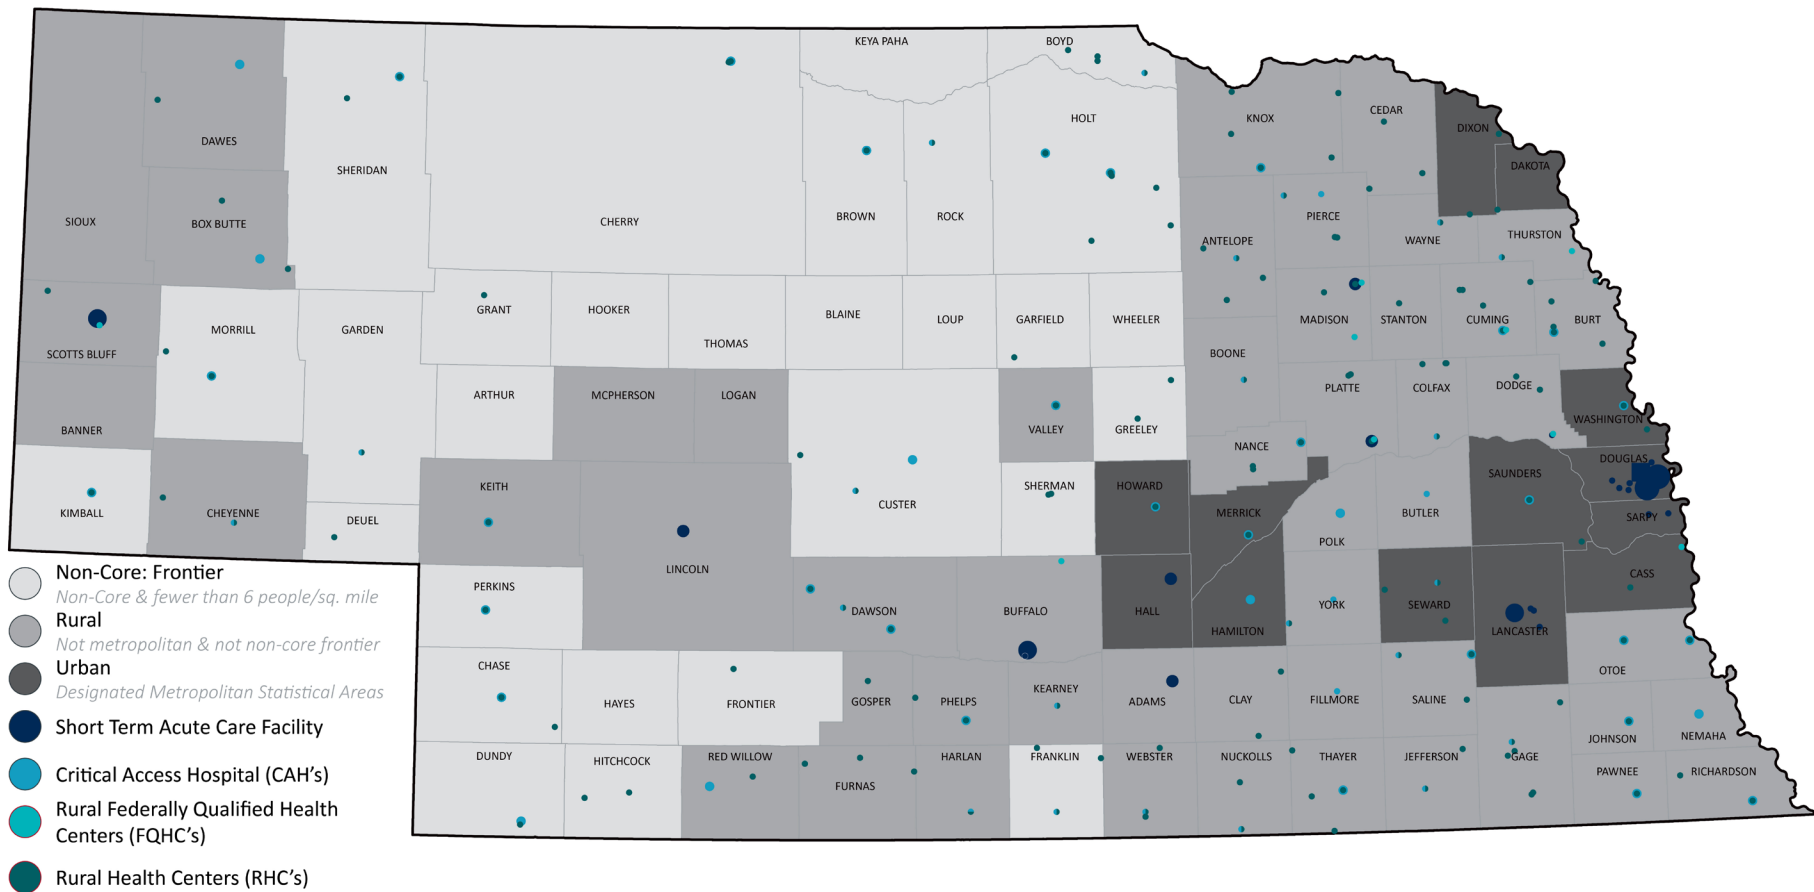 KEYA PAHA
BOYD
DAWES
SHERIDAN
HOLT
KNOX
CEDAR
DIXON
DAKOTA
SIOUX
BOX BUTTE
CHERRY
BROWN
ROCK
ANTELOPE
PIERCE
WAYNE
THURSTON
SCOTTS BLUFF
MORRILL
GARDEN
GRANT
HOOKER
THOMAS
BLAINE
LOUP
GARFIELD
WHEELER
BOONE
MADISON
STANTON
CUMING
BURT
BANNER
ARTHUR
MCPHERSON
LOGAN
VALLEY
GREELEY
NANCE
PLATTE
COLFAX
DODGE
WASHINGTON
KIMBALL
CHEYENNE
DEUEL
KEITH
LINCOLN
CUSTER
SHERMAN
HOWARD
MERRICK
POLK
BUTLER
SAUNDERS
DOUGLAS
SARPY
CASS
PERKINS
DAWSON
BUFFALO
HALL
HAMILTON
YORK
SEWARD
LANCASTER
OTOE
CHASE
HAYES
FRONTIER
GOSPER
PHELPS
KEARNEY
ADAMS
CLAY
FILLMORE
SALINE
JOHNSON
NEMAHA
DUNDY
HITCHCOCK
RED WILLOW
FURNAS
HARLAN
FRANKLIN
WEBSTER
NUCKOLLS
THAYER
JEFFERSON
GAGE
PAWNEE
RICHARDSON
Non-Core: Frontier
Non-Core & fewer than 6 people/sq. mile
Rural
Not metropolitan & not non-core frontier
Urban
Designated Metropolitan Statistical Areas
Short Term Acute Care Facility
Critical Access Hospital (CAH's)
Rural Federally Qualified Health
Centers (FQHC's)
Rural Health Centers (RHC's)